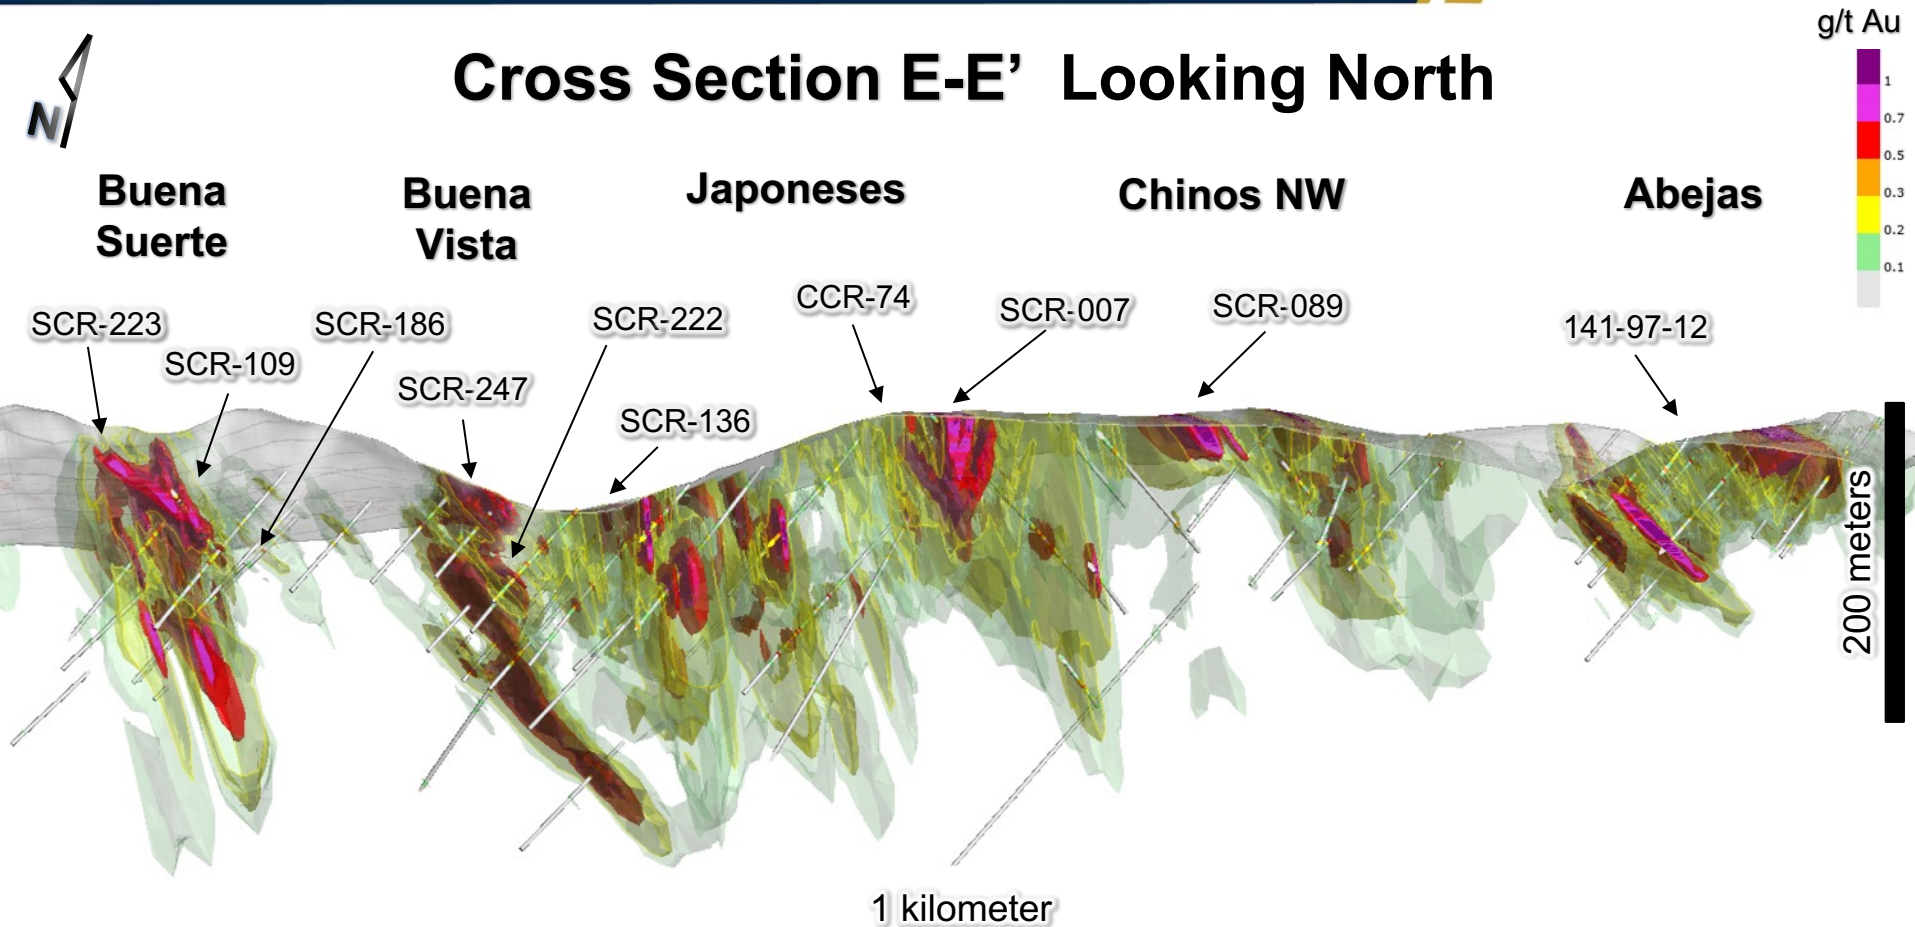 g/t Au
Cross Section E-E’ Looking North
N
1
0.7
0.5
0.3
0.2
0.1
Buena
Suerte
Buena
Vista
Japoneses
Chinos NW
Abejas
SCR-223
SCR-109
SCR-186
SCR-247
SCR-222
SCR-136
CCR-74
SCR-007
SCR-089
141-97-12
200 meters
1 kilometer